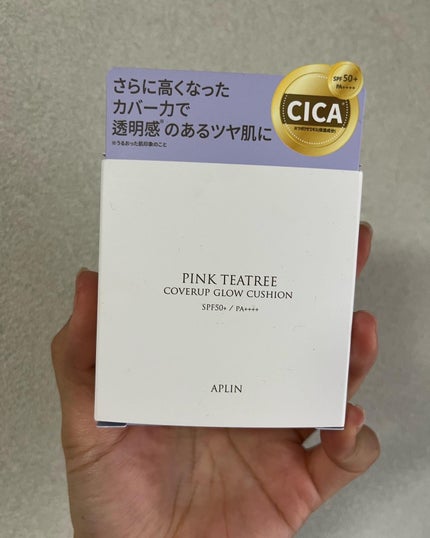 さらに高くなった
カバー力で
透明感※のあるツヤ肌に
※うるおった肌印象のこと
SPF 50+
PA++++
CICA
PINK TEATREE
COVERUP GLOW CUSHION
SPF50+ / PA++++
APLIN